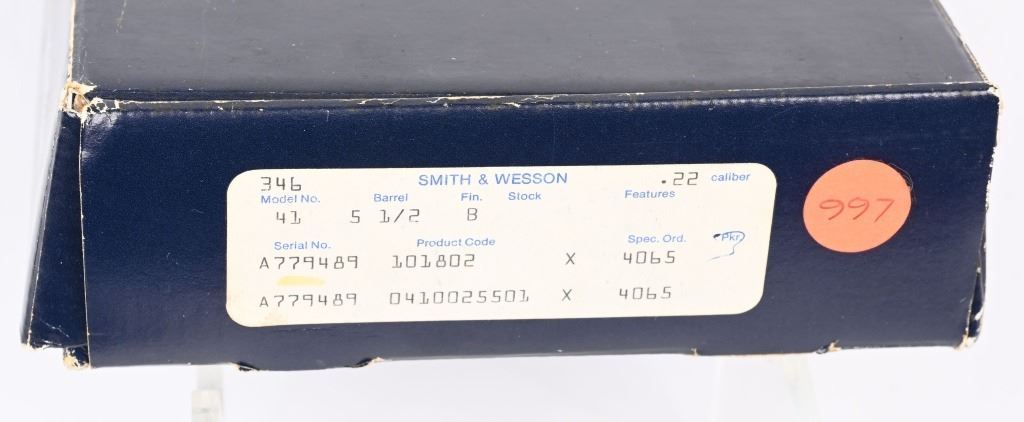 346 SMITH & WESSON .22 caliber
Model No. Barrel Fin. Stock Features
41 5 1/2 B
Serial No. Product Code Spec. Ord. Pkr
A779489 101802 X 4065
A779489 0410025501 X 4065
997